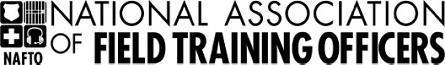 NATIONAL ASSOCIATION
OF FIELD TRAINING OFFICERS
NAFTO